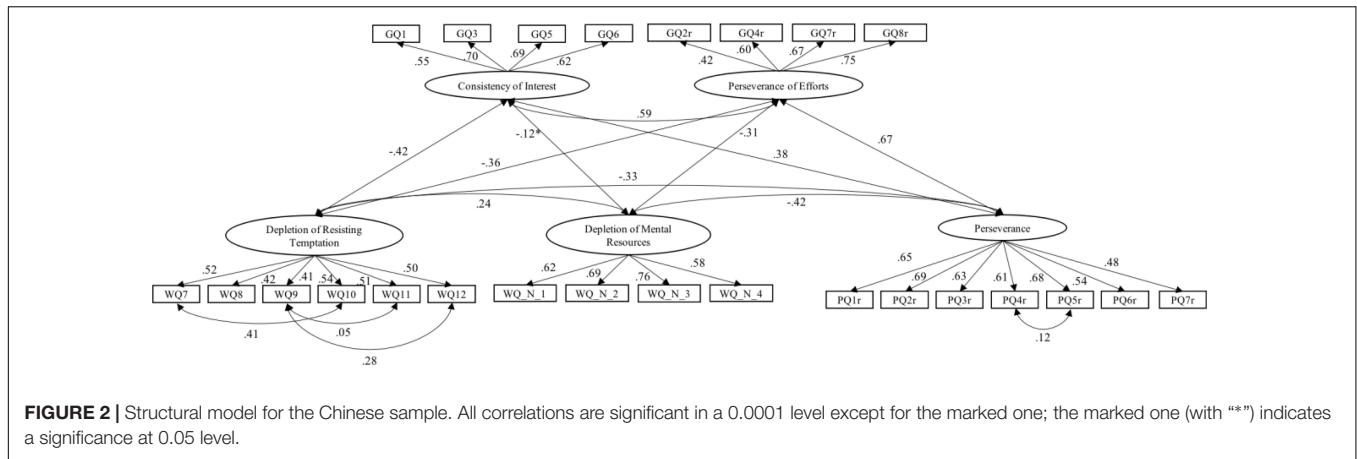 GQ1 GQ3 GQ5 GQ6 GQ2r GQ4r GQ7r GQ8r
.55 .70 .69 .62 .42 .60 .67 .75
Consistency of Interest Perseverance of Efforts
.59
-.12* -.31
-.42 -.36 .38 .67
-.33
.24 -.42
Depletion of Resisting
Temptation
Depletion of Mental
Resources
Perseverance
.52 .42 .41 .54 .51 .50 .62 .69 .76 .58 .65 .69 .63 .61 .68 .54 .48
WQ7 WQ8 WQ9 WQ10 WQ11 WQ12 WQ_N_1 WQ_N_2 WQ_N_3 WQ_N_4 PQ1r PQ2r PQ3r PQ4r PQ5r PQ6r PQ7r
.41 .05 .28 .12
FIGURE 2 | Structural model for the Chinese sample. All correlations are significant in a 0.0001 level except for the marked one; the marked one (with “*”) indicates
a significance at 0.05 level.